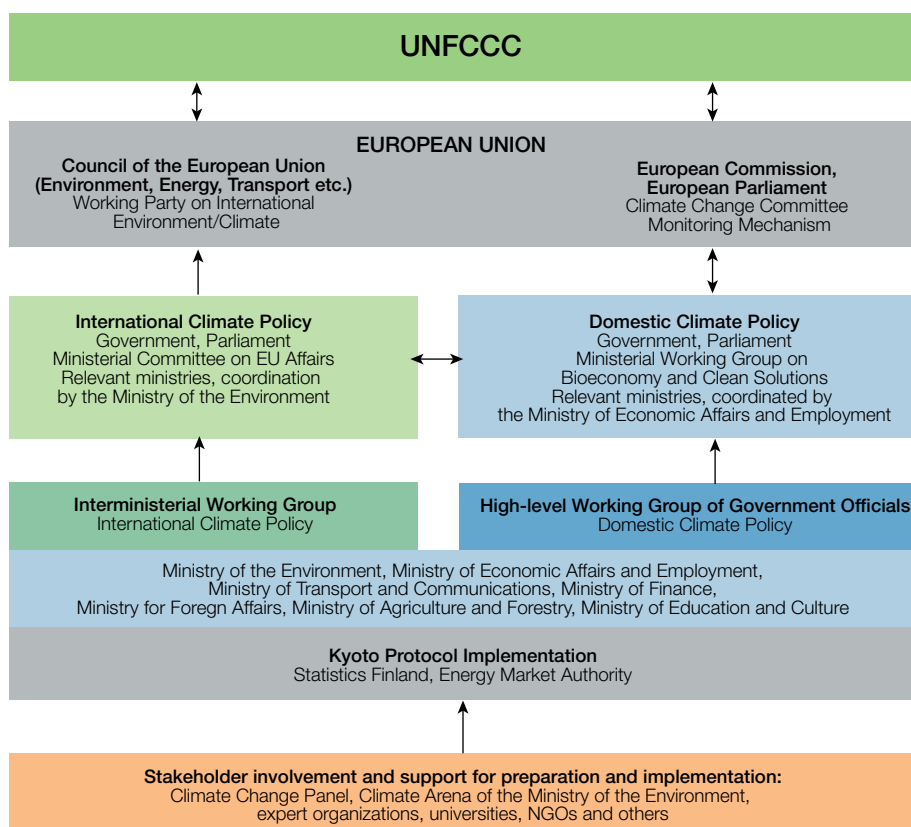 UNFCCC
EUROPEAN UNION
Council of the European Union
(Environment, Energy, Transport etc.)
Working Party on International
Environment/Climate
European Commission,
European Parliament
Climate Change Committee
Monitoring Mechanism
International Climate Policy
Government, Parliament
Ministerial Committee on EU Affairs
Relevant ministries, coordination
by the Ministry of the Environment
Domestic Climate Policy
Government, Parliament
Ministerial Working Group on
Bioeconomy and Clean Solutions
Relevant ministries, coordinated by
the Ministry of Economic Affairs and Employment
Interministerial Working Group
International Climate Policy
High-level Working Group of Government Officials
Domestic Climate Policy
Ministry of the Environment, Ministry of Economic Affairs and Employment,
Ministry of Transport and Communications, Ministry of Finance,
Ministry for Foregn Affairs, Ministry of Agriculture and Forestry, Ministry of Education and Culture
Kyoto Protocol Implementation
Statistics Finland, Energy Market Authority
Stakeholder involvement and support for preparation and implementation:
Climate Change Panel, Climate Arena of the Ministry of the Environment,
expert organizations, universities, NGOs and others